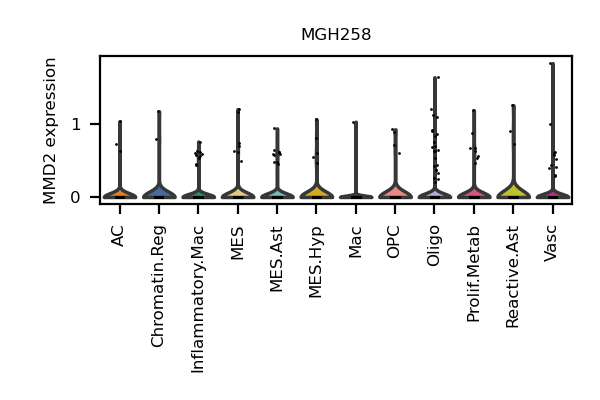 MGH258
MMD2 expression
1
0
AC
Chromatin.Reg
Inflammatory.Mac
MES
MES.Ast
MES.Hyp
Mac
OPC
Oligo
Prolif.Metab
Reactive.Ast
Vasc